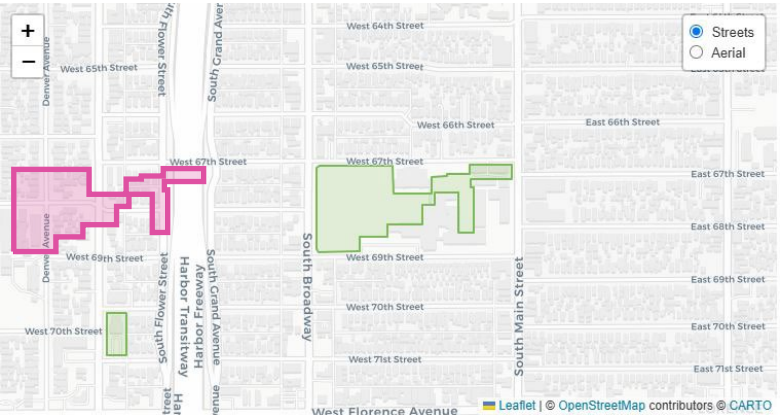 +
−
Streets
Aerial
West 64th Street
West 65th Street
West 65th Street
Denver Avenue
South Flower Street
South Grand Aven
West 66th Street
East 66th Street
West 67th Street
West 67th Street
East 67th Street
East 68th Street
Denver Avenue
West 69th Street
West 69th Street
East 69th Street
South Flower Street
Harbor Transitway
Harbor Freeway
South Grand Avenue
South Broadway
South Main Street
West 70th Street
West 70th Street
East 70th Street
West 71st Street
East 71st Street
West Florence Avenue
Leaflet | © OpenStreetMap contributors © CARTO